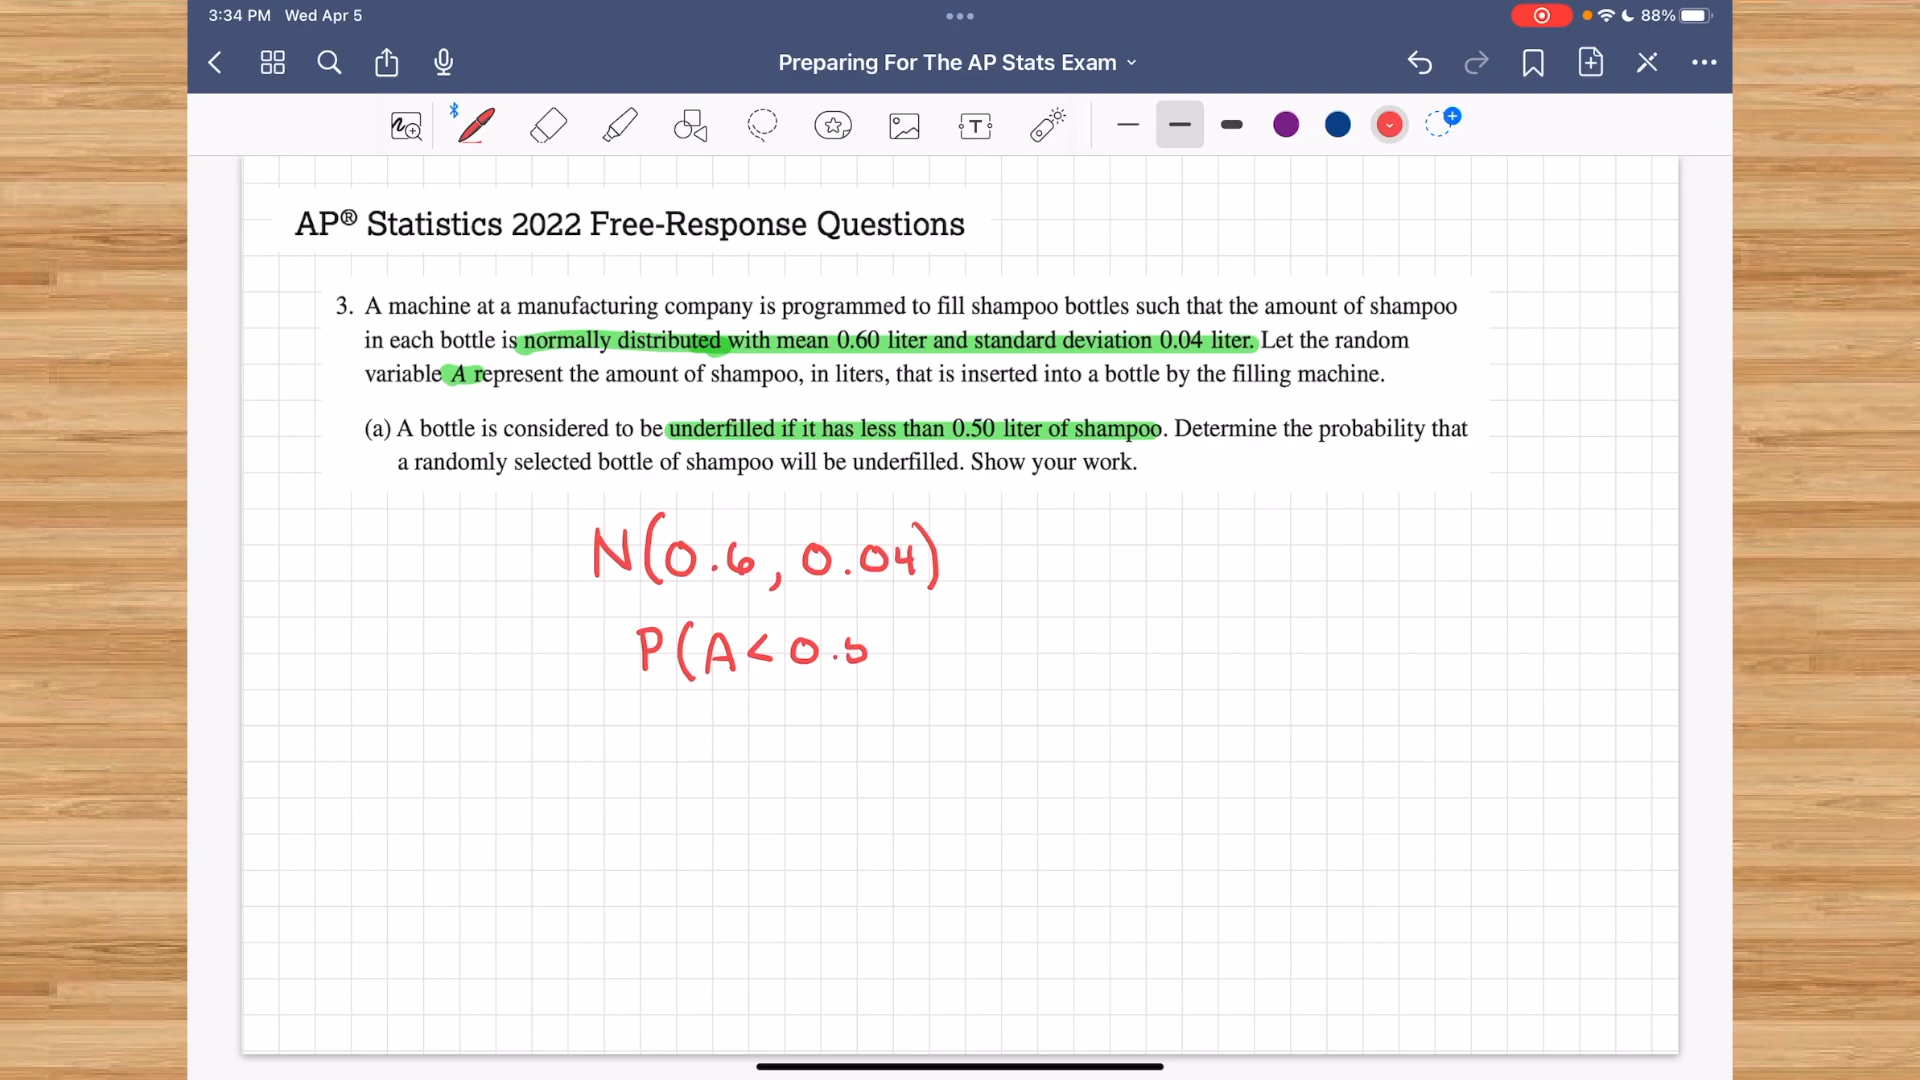 3:34 PM Wed Apr 5
88%
Preparing For The AP Stats Exam
AP® Statistics 2022 Free-Response Questions
3. A machine at a manufacturing company is programmed to fill shampoo bottles such that the amount of shampoo
in each bottle is normally distributed with mean 0.60 liter and standard deviation 0.04 liter. Let the random
variable A represent the amount of shampoo, in liters, that is inserted into a bottle by the filling machine.
(a) A bottle is considered to be underfilled if it has less than 0.50 liter of shampoo. Determine the probability that
a randomly selected bottle of shampoo will be underfilled. Show your work.
N(0.6, 0.04)
P(A<0.5